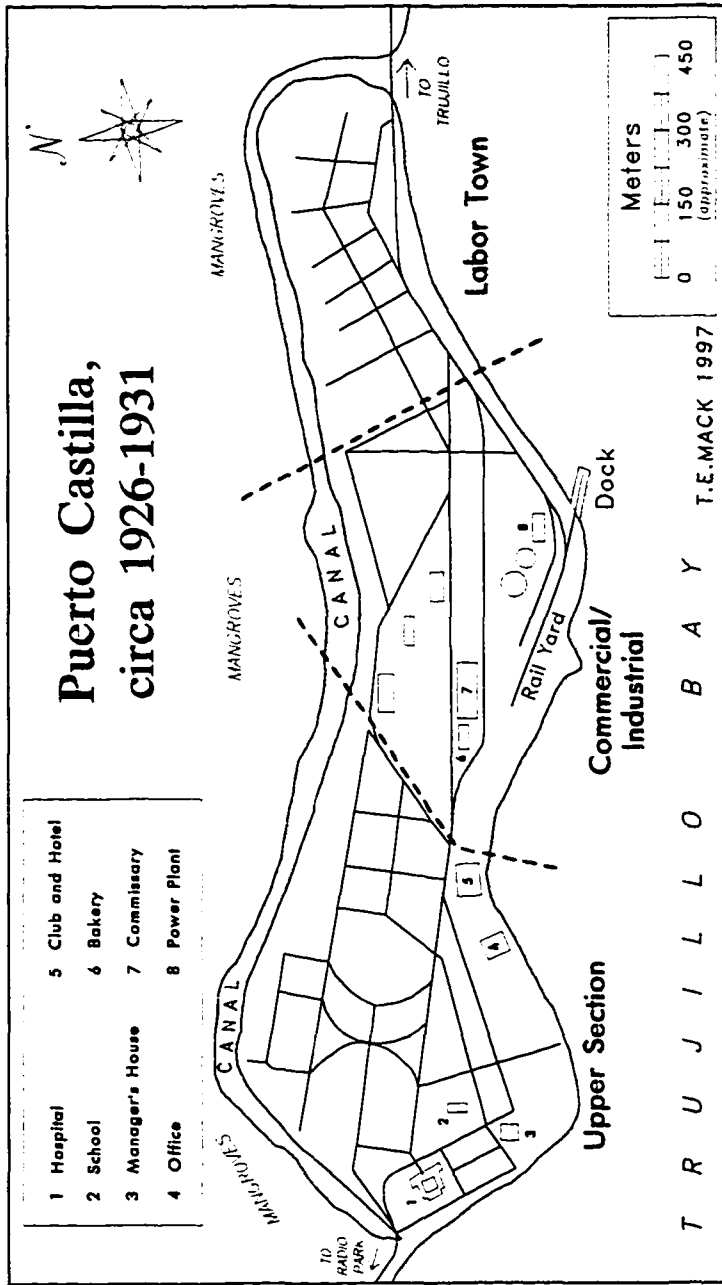 Puerto Castilla,
circa 1926-1931
N
1 Hospital
2 School
3 Manager's House
4 Office
5 Club and Hotel
6 Bakery
7 Commissary
8 Power Plant
MANGROVES
MANGROVES
MANGROVES
CANAL
CANAL
TO
RADIO
PARK
TO
TRUJILLO
1
2
3
4
5
6
7
8
Rail Yard
Dock
Upper Section
Commercial/
Industrial
Labor Town
TRUJILLO BAY
T.E.MACK 1997
Meters
0 150 300 450
(approximate)